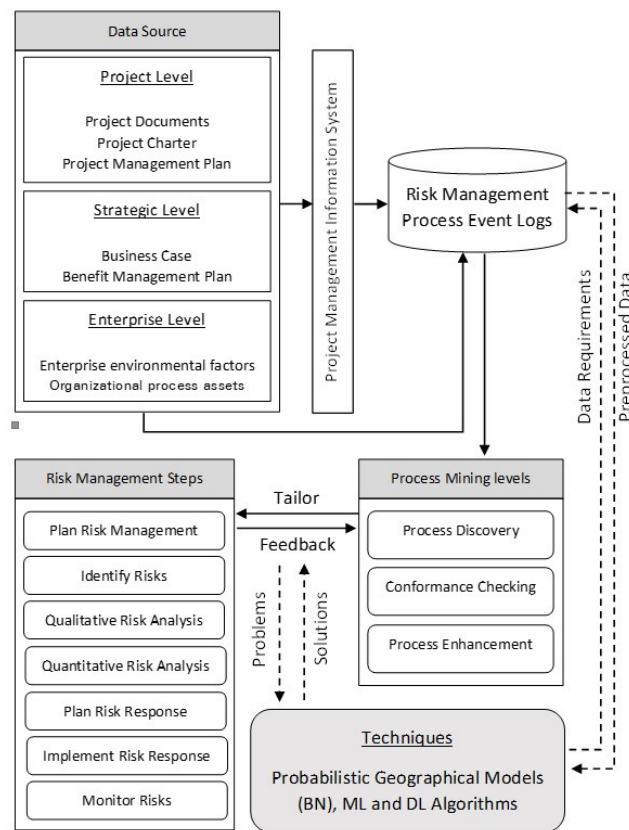 Data Source
Project Level
Project Documents
Project Charter
Project Management Plan
Strategic Level
Business Case
Benefit Management Plan
Enterprise Level
Enterprise environmental factors
Organizational process assets
Project Management Information System
Risk Management
Process Event Logs
Data Requirements
Preprocessed Data
Risk Management Steps
Plan Risk Management
Identify Risks
Qualitative Risk Analysis
Quantitative Risk Analysis
Plan Risk Response
Implement Risk Response
Monitor Risks
Tailor
Feedback
Problems
Solutions
Process Mining levels
Process Discovery
Conformance Checking
Process Enhancement
Techniques
Probabilistic Geographical Models
(BN), ML and DL Algorithms